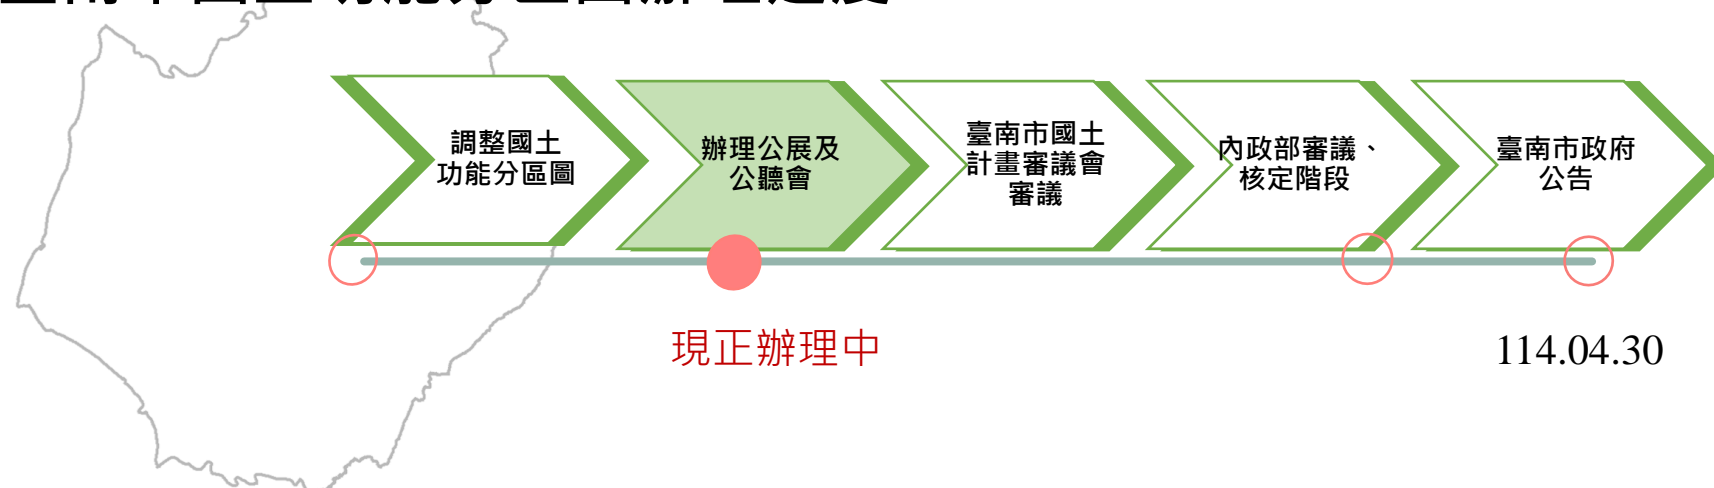 調整國土
功能分區圖
辦理公展及
公聽會
臺南市國土
計畫審議會
審議
內政部審議、
核定階段
臺南市政府
公告
現正辦理中
114.04.30